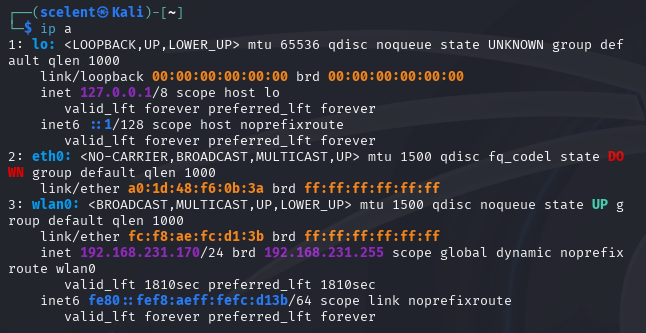 ┌──(scelent㉿Kali)-[~]
└─$ ip a
1: lo: <LOOPBACK,UP,LOWER_UP> mtu 65536 qdisc noqueue state UNKNOWN group def
ault qlen 1000
    link/loopback 00:00:00:00:00:00 brd 00:00:00:00:00:00
    inet 127.0.0.1/8 scope host lo
       valid_lft forever preferred_lft forever
    inet6 ::1/128 scope host noprefixroute
       valid_lft forever preferred_lft forever
2: eth0: <NO-CARRIER,BROADCAST,MULTICAST,UP> mtu 1500 qdisc fq_codel state DO
WN group default qlen 1000
    link/ether a0:1d:48:f6:0b:3a brd ff:ff:ff:ff:ff:ff
3: wlan0: <BROADCAST,MULTICAST,UP,LOWER_UP> mtu 1500 qdisc noqueue state UP g
roup default qlen 1000
    link/ether fc:f8:ae:fc:d1:3b brd ff:ff:ff:ff:ff:ff
    inet 192.168.231.170/24 brd 192.168.231.255 scope global dynamic noprefix
route wlan0
       valid_lft 1810sec preferred_lft 1810sec
    inet6 fe80::fef8:aeff:fefc:d13b/64 scope link noprefixroute
       valid_lft forever preferred_lft forever